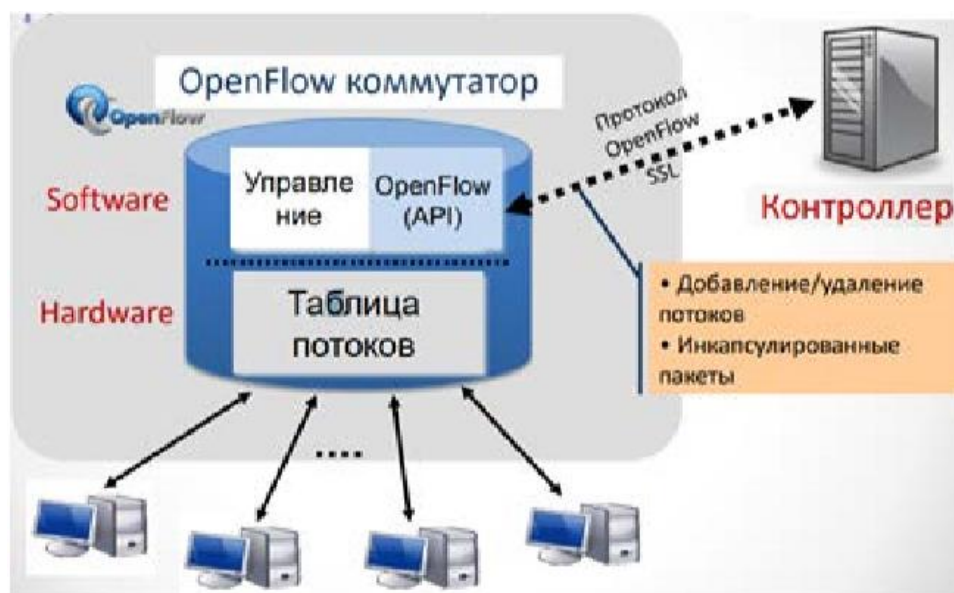 OpenFlow коммутатор
OpenFlow
Software
Управле
ние
OpenFlow
(API)
Hardware
Таблица
потоков
....
Протокол
OpenFlow
SSL
Контроллер
• Добавление/удаление
потоков
• Инкапсулированные
пакеты